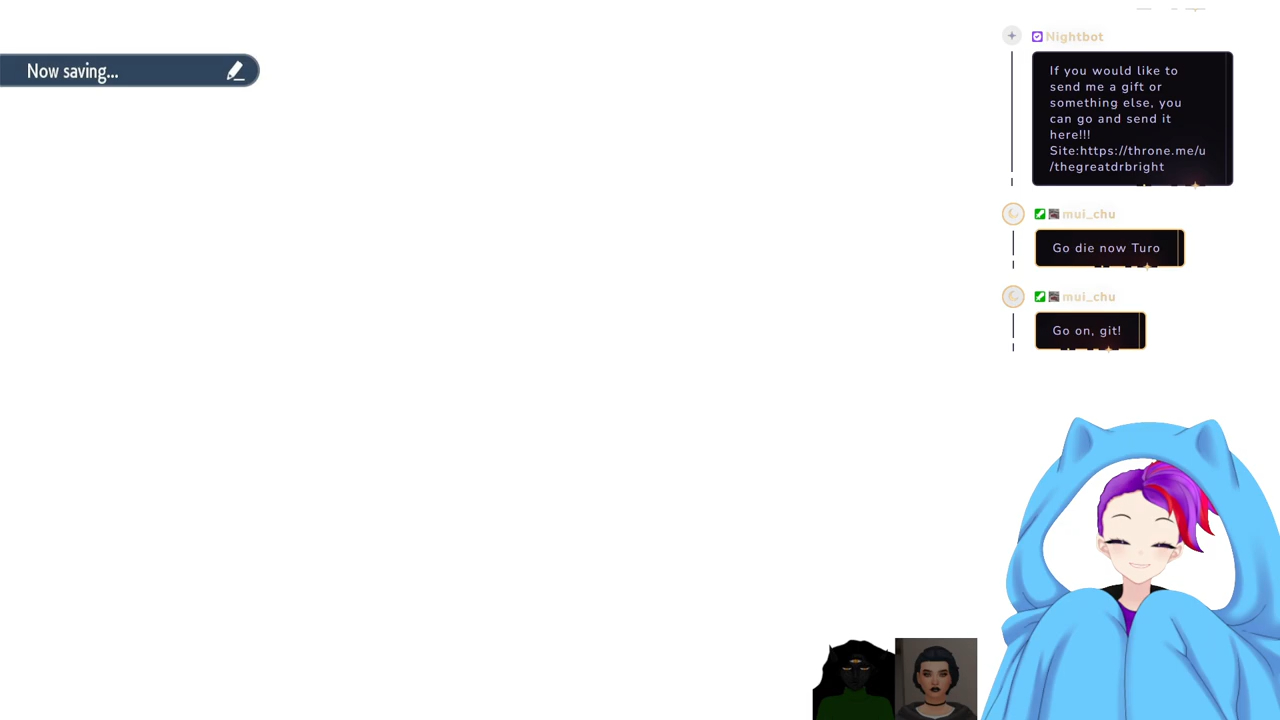 Now saving...
Nightbot
If you would like to
send me a gift or
something else, you
can go and send it
here!!!
Site:https://throne.me/u
/thegreatdrbright
mui_chu
Go die now Turo
mui_chu
Go on, git!